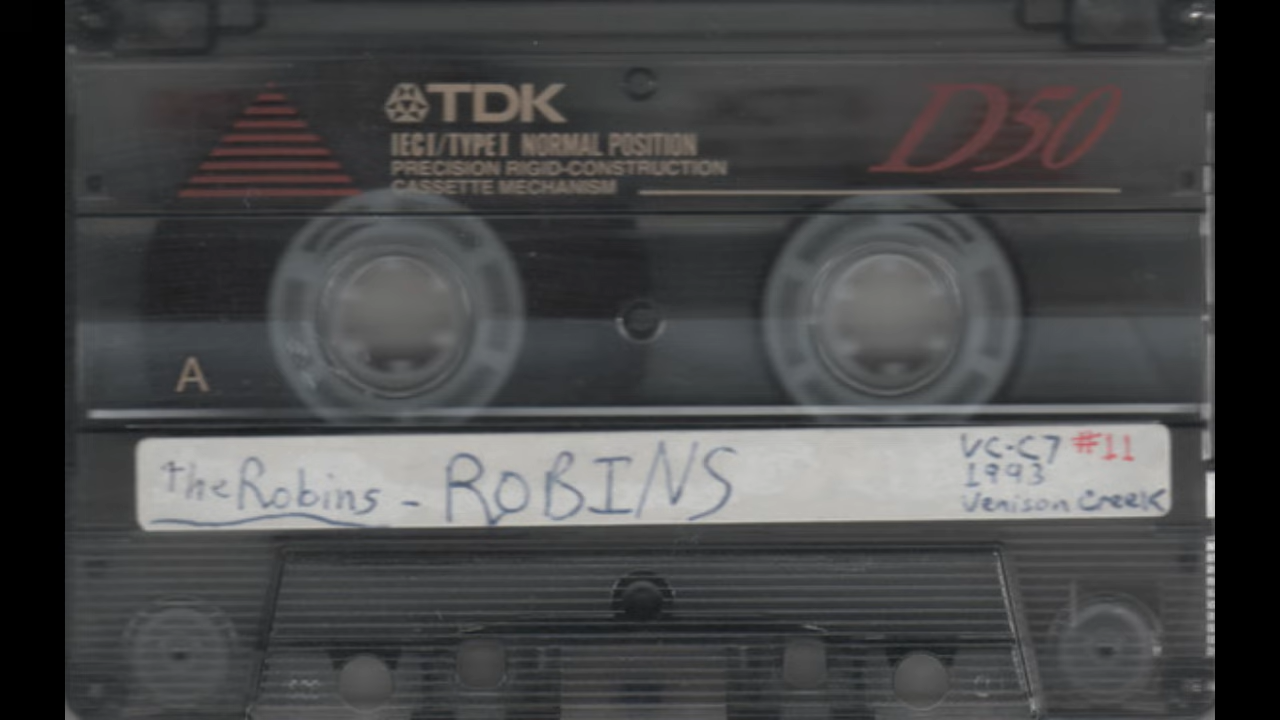 TDK
D50
IECI/TYPE I NORMAL POSITION
PRECISION RIGID-CONSTRUCTION
CASSETTE MECHANISM
A
the Robins - ROBINS
VC-C7 #11
1993
Venison Creek